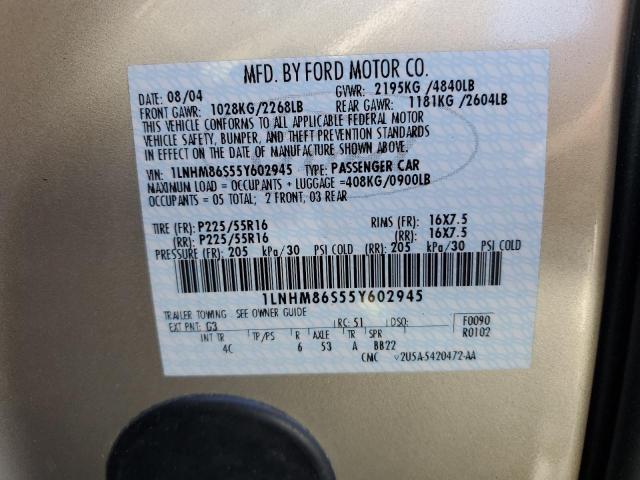 MFD. BY FORD MOTOR CO.
DATE: 08/04 GVWR: 2195KG /4840LB
FRONT GAWR: 1028KG/2268LB REAR GAWR: 1181KG/2604LB
THIS VEHICLE CONFORMS TO ALL APPLICABLE FEDERAL MOTOR
VEHICLE SAFETY, BUMPER, AND THEFT PREVENTION STANDARDS
IN EFFECT ON THE DATE OF MANUFACTURE SHOWN ABOVE.
VIN: 1LNHM86S55Y602945 TYPE: PASSENGER CAR
MAXIMUM LOAD = OCCUPANTS + LUGGAGE =408KG/0900LB
OCCUPANTS = 05 TOTAL; 2 FRONT, 03 REAR
TIRE (FR): P225/55R16 RIMS (FR): 16X7.5
(RR): P225/55R16 (RR): 16X7.5
PRESSURE (FR): 205 kPa/30 PSI COLD (RR): 205 kPa/30 PSI COLD
1LNHM86S55Y602945
TRAILER TOWING SEE OWNER GUIDE
EXT PNT: G3 RC: 51 DSO: F0090
INT TR TP/PS R AXLE TR SPR R0102
4C 6 53 A BB22
CMC V2U5A-5420472-AA